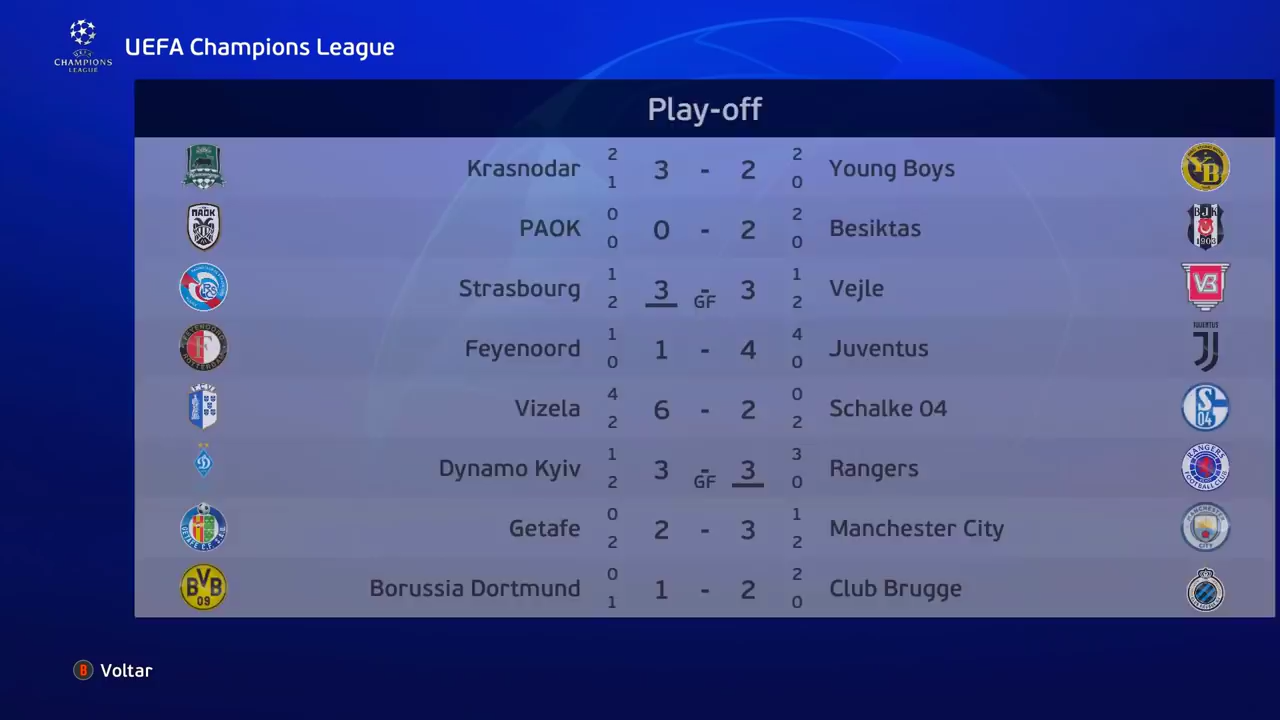 UEFA Champions League
CHAMPIONS
LEAGUE
Play-off
2 2
Krasnodar 3 - 2 Young Boys
1 0
0 2
PAOK 0 - 2 Besiktas
0 0
1 1
Strasbourg 3 - 3 Vejle
2 GF 2
1 4
Feyenoord 1 - 4 Juventus
0 0
4 0
Vizela 6 - 2 Schalke 04
2 2
1 3
Dynamo Kyiv 3 - 3 Rangers
2 GF 0
0 1
Getafe 2 - 3 Manchester City
2 2
0 2
Borussia Dortmund 1 - 2 Club Brugge
1 0
B Voltar